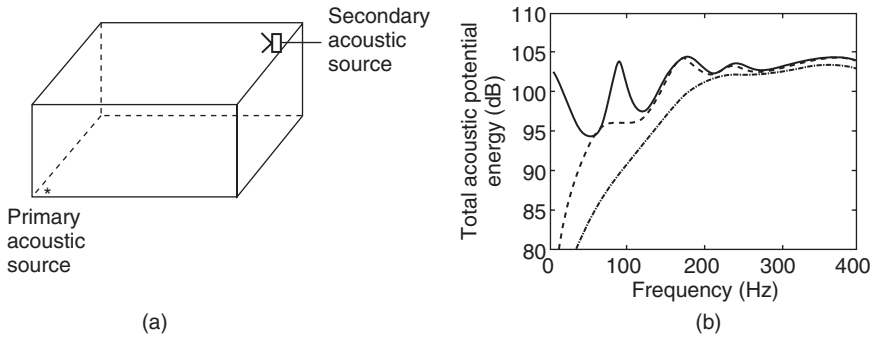 Secondary
acoustic
source
*
Primary
acoustic
source
(a)
Total acoustic potential
energy (dB)
110
105
100
95
90
85
80
0
100
200
300
400
Frequency (Hz)
(b)